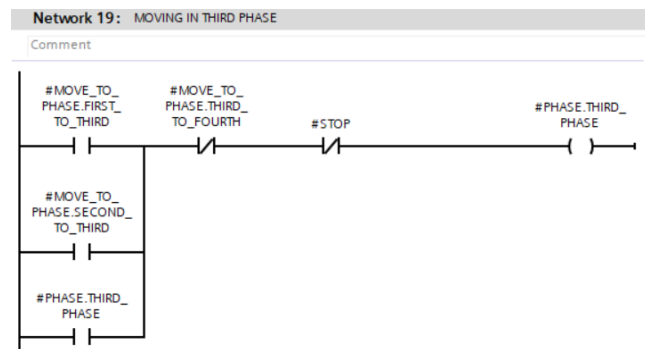 Network 19: MOVING IN THIRD PHASE
Comment
#MOVE_TO_
PHASE.FIRST_
TO_THIRD
#MOVE_TO_
PHASE.THIRD_
TO_FOURTH
#STOP
#PHASE.THIRD_
PHASE
#MOVE_TO_
PHASE.SECOND_
TO_THIRD
#PHASE.THIRD_
PHASE